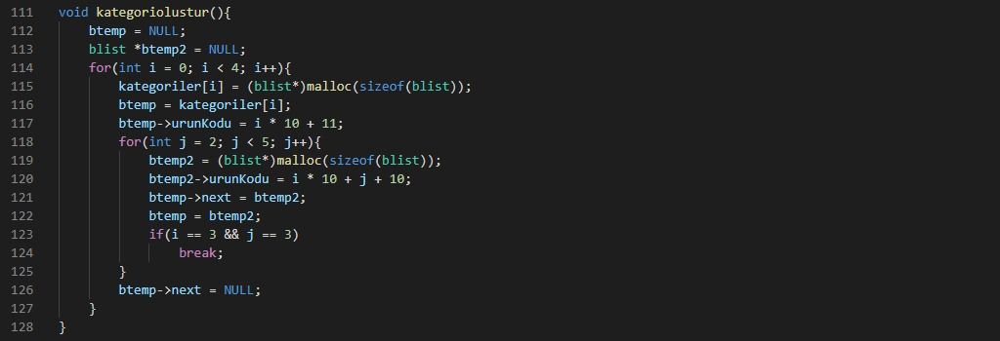 111 void kategoriolustur(){
112     btemp = NULL;
113     blist *btemp2 = NULL;
114     for(int i = 0; i < 4; i++){
115         kategoriler[i] = (blist*)malloc(sizeof(blist));
116         btemp = kategoriler[i];
117         btemp->urunKodu = i * 10 + 11;
118         for(int j = 2; j < 5; j++){
119             btemp2 = (blist*)malloc(sizeof(blist));
120             btemp2->urunKodu = i * 10 + j + 10;
121             btemp->next = btemp2;
122             btemp = btemp2;
123             if(i == 3 && j == 3)
124                 break;
125         }
126         btemp->next = NULL;
127     }
128 }